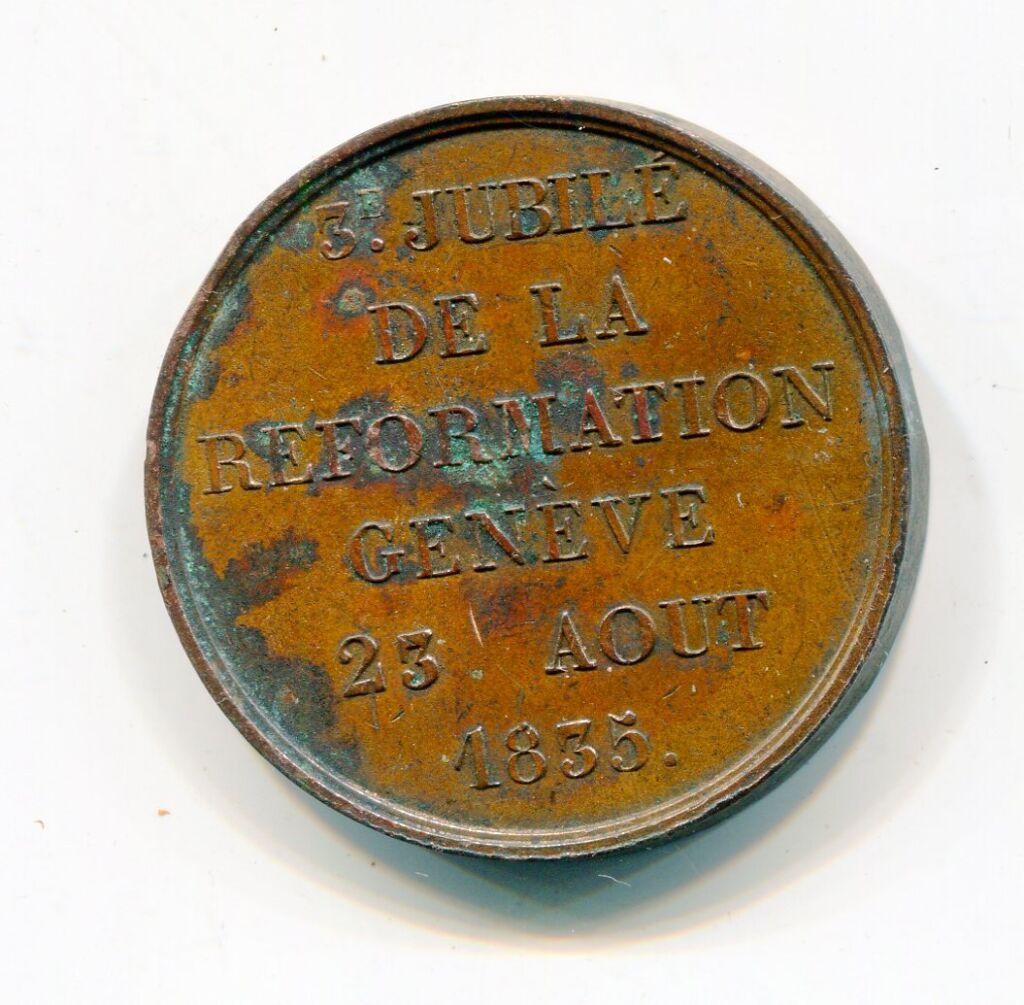 3E. JUBILÉ
DE LA
REFORMATION
GENÈVE
23 AOUT
1835.